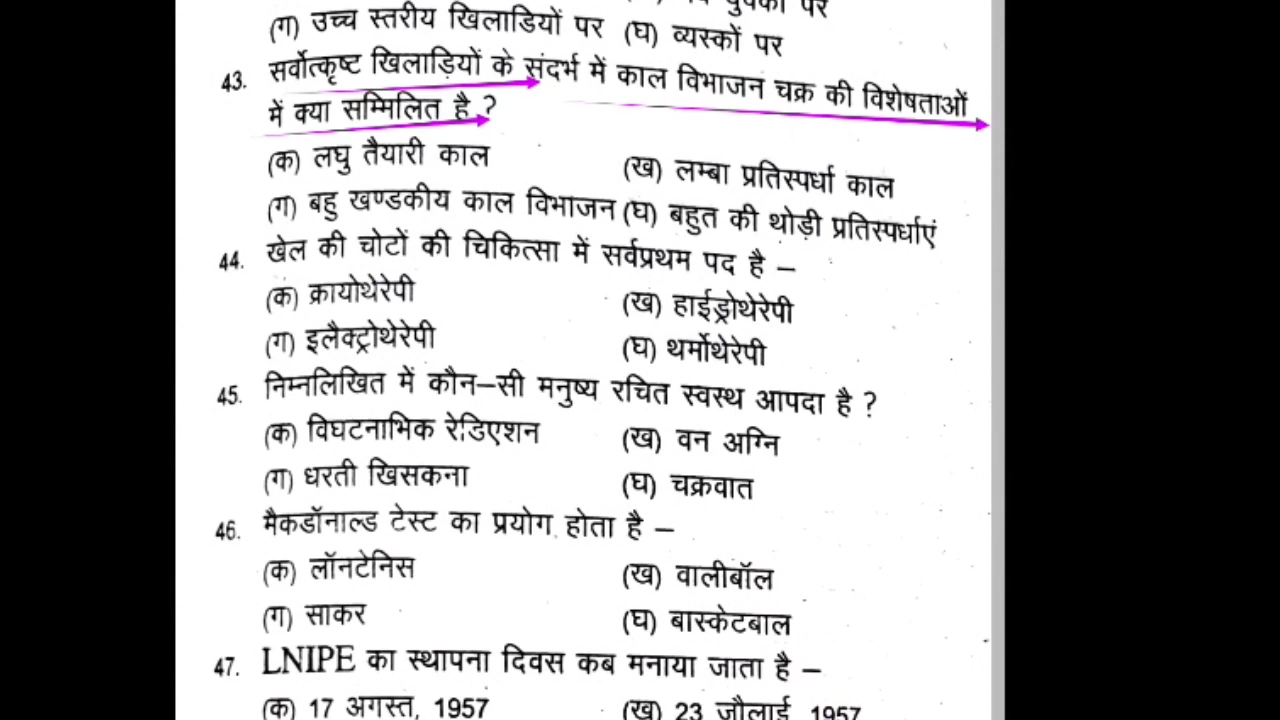 पर
(ग) उच्च स्तरीय खिलाडियों पर (घ) व्यस्कों पर
43. सर्वोत्कृष्ट खिलाड़ियों के संदर्भ में काल विभाजन चक्र की विशेषताओं
में क्या सम्मिलित है ?
(क) लघु तैयारी काल (ख) लम्बा प्रतिस्पर्धा काल
(ग) बहु खण्डकीय काल विभाजन (घ) बहुत की थोड़ी प्रतिस्पर्धाएं
44. खेल की चोटों की चिकित्सा में सर्वप्रथम पद है –
(क) क्रायोथेरेपी (ख) हाईड्रोथेरेपी
(ग) इलैक्ट्रोथेरेपी (घ) थर्मोथेरेपी
45. निम्नलिखित में कौन–सी मनुष्य रचित स्वस्थ आपदा है ?
(क) विघटनाभिक रेडिएशन (ख) वन अग्नि
(ग) धरती खिसकना (घ) चक्रवात
46. मैकडॉनाल्ड टेस्ट का प्रयोग होता है –
(क) लॉनटेनिस (ख) वालीबॉल
(ग) साकर (घ) बास्केटबाल
47. LNIPE का स्थापना दिवस कब मनाया जाता है –
(क) 17 अगस्त, 1957 (ख) 23 जौलाई, 1957